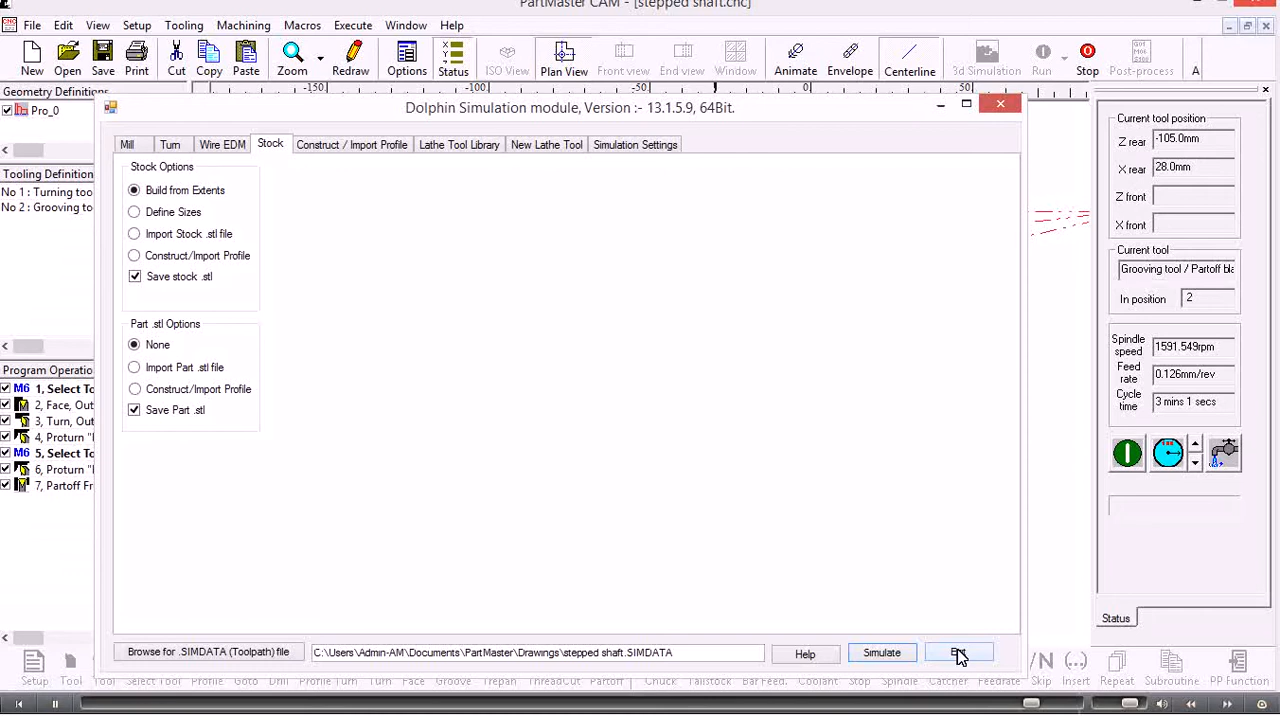 PartMaster CAM - [stepped shaft.cnc]
File Edit View Setup Tooling Machining Macros Execute Window Help
New Open Save Print Cut Copy Paste Zoom Redraw Options Status ISO View Plan View Front view End view Window Animate Envelope Centerline 3d Simulation Run Stop Post-process A
Geometry Definitions
Pro_0
-150 -100 -50 0 50
Dolphin Simulation module, Version :- 13.1.5.9, 64Bit.
Mill Turn Wire EDM Stock Construct / Import Profile Lathe Tool Library New Lathe Tool Simulation Settings
Stock Options
Build from Extents
Define Sizes
Import Stock .stl file
Construct/Import Profile
Save stock .stl
Part .stl Options
None
Import Part .stl file
Construct/Import Profile
Save Part .stl
Tooling Definition
No 1 : Turning too
No 2 : Grooving to
Program Operatio
M6 1, Select To
2, Face, Out
3, Turn, Out
4, Proturn "
M6 5, Select To
6, Proturn "
7, Partoff Fr
Current tool position
Z rear -105.0mm
X rear 28.0mm
Z front
X front
Current tool
Grooving tool / Partoff bla
In position 2
Spindle speed 1591.549rpm
Feed rate 0.126mm/rev
Cycle time 3 mins 1 secs
Status
Browse for .SIMDATA (Toolpath) file C:\Users\Admin-AM\Documents\PartMaster\Drawings\stepped shaft.SIMDATA Help Simulate
Setup Tool Tool Select Tool Goto Drill Profile Turn Turn Face Groove Trepan ThreadCut Partoff Chuck Tailstock Bar Feed. Coolant Stop Spindle Catcher Feedrate Skip Insert Repeat Subroutine PP Function